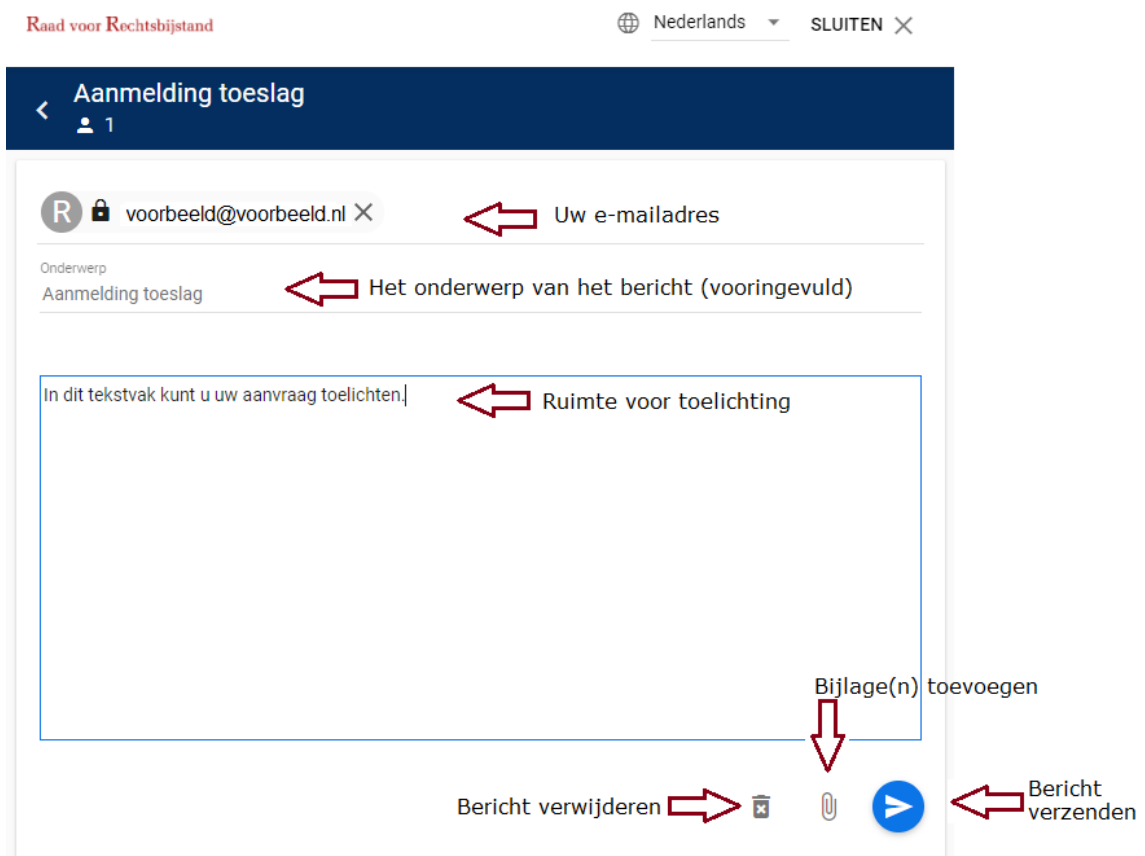 Raad voor Rechtsbijstand
Nederlands
SLUITEN
Aanmelding toeslag
1
R
voorbeeld@voorbeeld.nl
Uw e-mailadres
Onderwerp
Aanmelding toeslag
Het onderwerp van het bericht (vooringevuld)
In dit tekstvak kunt u uw aanvraag toelichten.
Ruimte voor toelichting
Bijlage(n) toevoegen
Bericht verwijderen
Bericht
verzenden